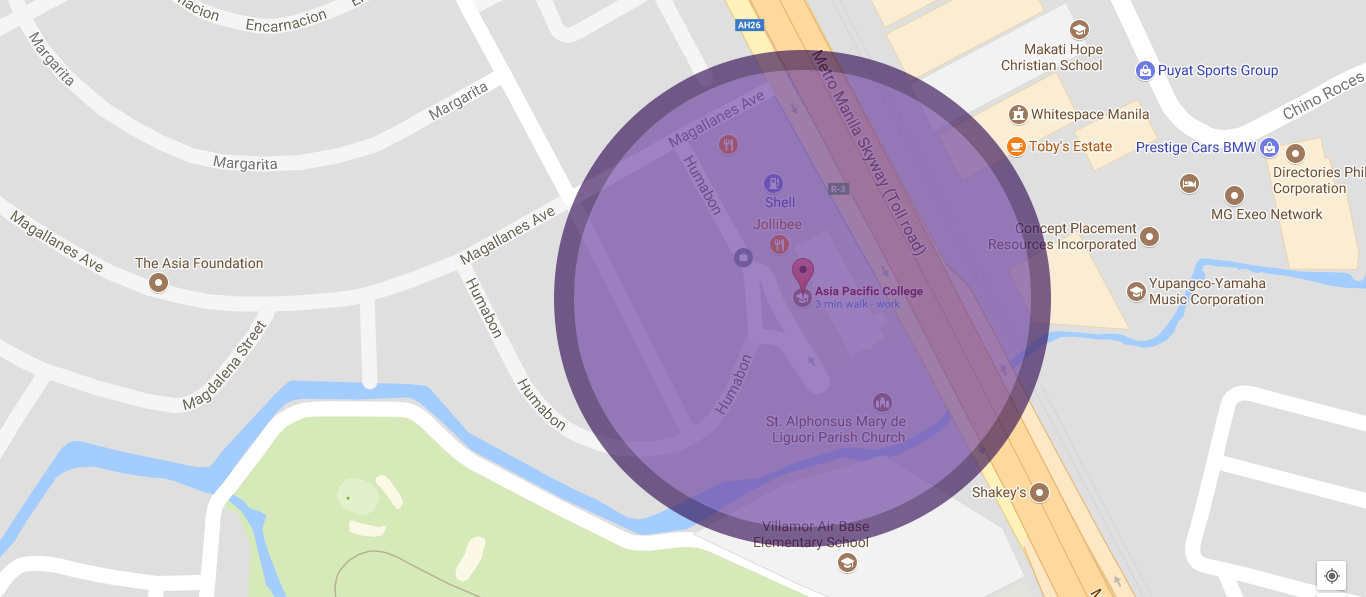 nacion
Encarnacion
E
AH26
Makati Hope
Christian School
Puyat Sports Group
Margarita
Margarita
Margarita
Chino Roces
Metro Manila Skyway (Toll road)
Magallanes Ave
Whitespace Manila
Toby's Estate
Prestige Cars BMW
Directories Phil
Corporation
Humabon
Shell
R-3
MG Exeo Network
Jollibee
Concept Placement
Resources Incorporated
Magallanes Ave
Magallanes Ave
The Asia Foundation
Asia Pacific College
3 min walk - work
Yupangco-Yamaha
Music Corporation
Humabon
Magdalena Street
Humabon
Humabon
St. Alphonsus Mary de
Liguori Parish Church
Shakey's
Villamor Air Base
Elementary School
M